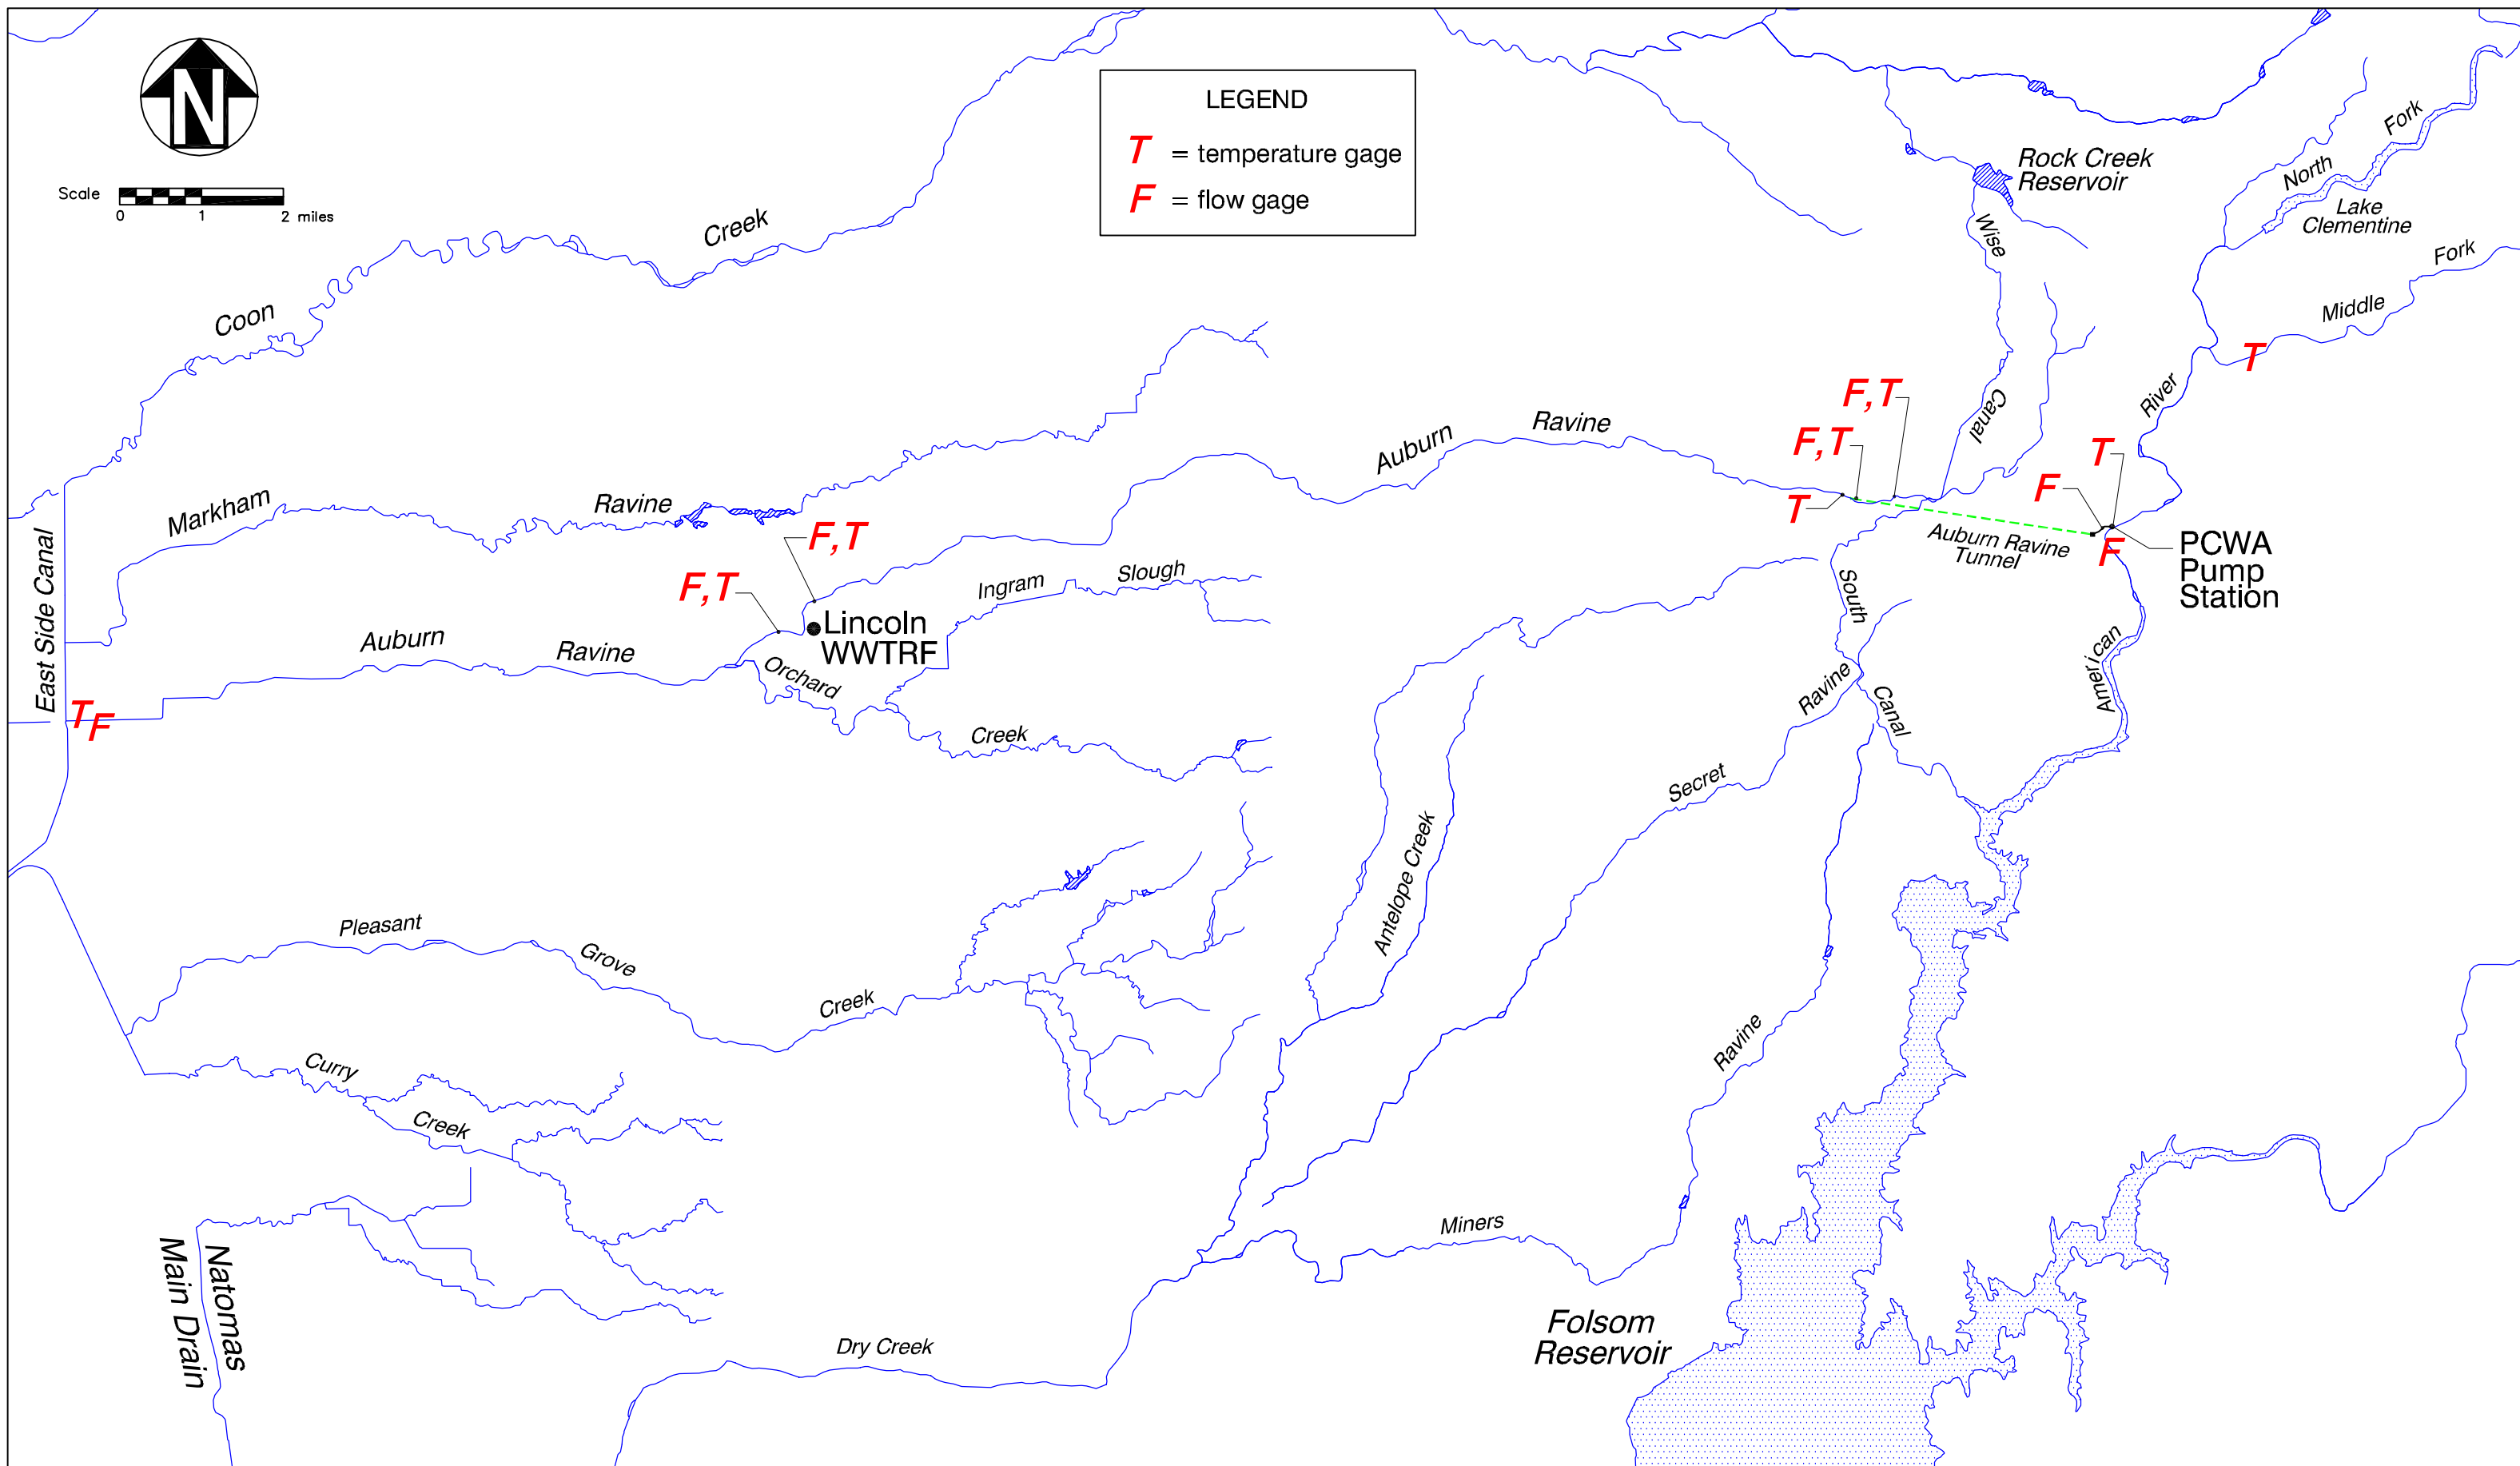 N
Scale
0 1 2 miles
LEGEND
T = temperature gage
F = flow gage
Rock Creek
Reservoir
Fork
North
Lake
Clementine
Fork
Middle
Wise
Canal
Creek
Coon
T
River
F,T
F,T
T
Auburn Ravine
T
F
F
Auburn Ravine
Tunnel
PCWA
Pump
Station
Markham Ravine
F,T
F,T
Lincoln
WWTRF
Ingram Slough
East Side Canal
Auburn Ravine
Orchard
Creek
T
F
South
Canal
American
Secret Ravine
Antelope Creek
Pleasant Grove Creek
Curry
Creek
Miners Ravine
Natomas
Main Drain
Dry Creek
Folsom
Reservoir